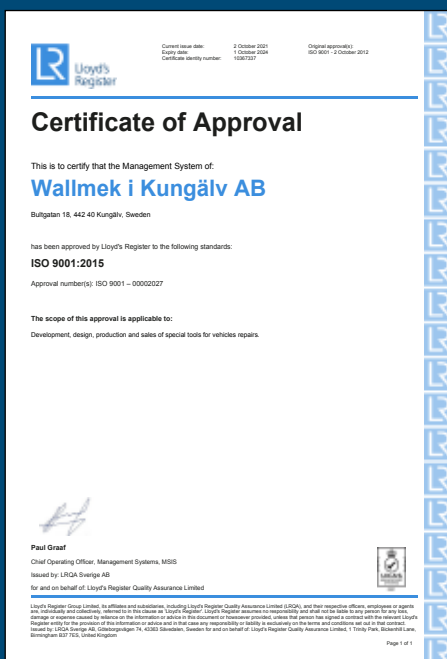 Lloyd's
Register
Current issue date: 2 October 2021
Expiry date: 1 October 2024
Certificate identity number: 10387337
Original approval(s):
ISO 9001 - 2 October 2012
Certificate of Approval
This is to certify that the Management System of:
Wallmek i Kungälv AB
Bultgatan 18, 442 40 Kungälv, Sweden
has been approved by Lloyd's Register to the following standards:
ISO 9001:2015
Approval number(s): ISO 9001 – 00002027
The scope of this approval is applicable to:
Development, design, production and sales of special tools for vehicles repairs.
Paul Graaf
Chief Operating Officer, Management Systems, MSIS
Issued by: LRQA Sverige AB
for and on behalf of: Lloyd's Register Quality Assurance Limited
UKAS
Lloyd's Register Group Limited, its affiliates and subsidiaries, including Lloyd's Register Quality Assurance Limited (LRQA), and their respective officers, employees or agents
are, individually and collectively, referred to in this clause as 'Lloyd's Register'. Lloyd's Register assumes no responsibility and shall not be liable to any person for any loss,
damage or expense caused by reliance on the information or advice in this document or howsoever provided, unless that person has signed a contract with the relevant Lloyd's
Register entity for the provision of this information or advice and in that case any responsibility or liability is exclusively on the terms and conditions set out in that contract.
Issued by: LRQA Sverige AB, Göteborgsvägen 74, 43363 Sävedalen, Sweden for and on behalf of: Lloyd's Register Quality Assurance Limited, 1 Trinity Park, Bickenhill Lane,
Birmingham B37 7ES, United Kingdom
Page 1 of 1